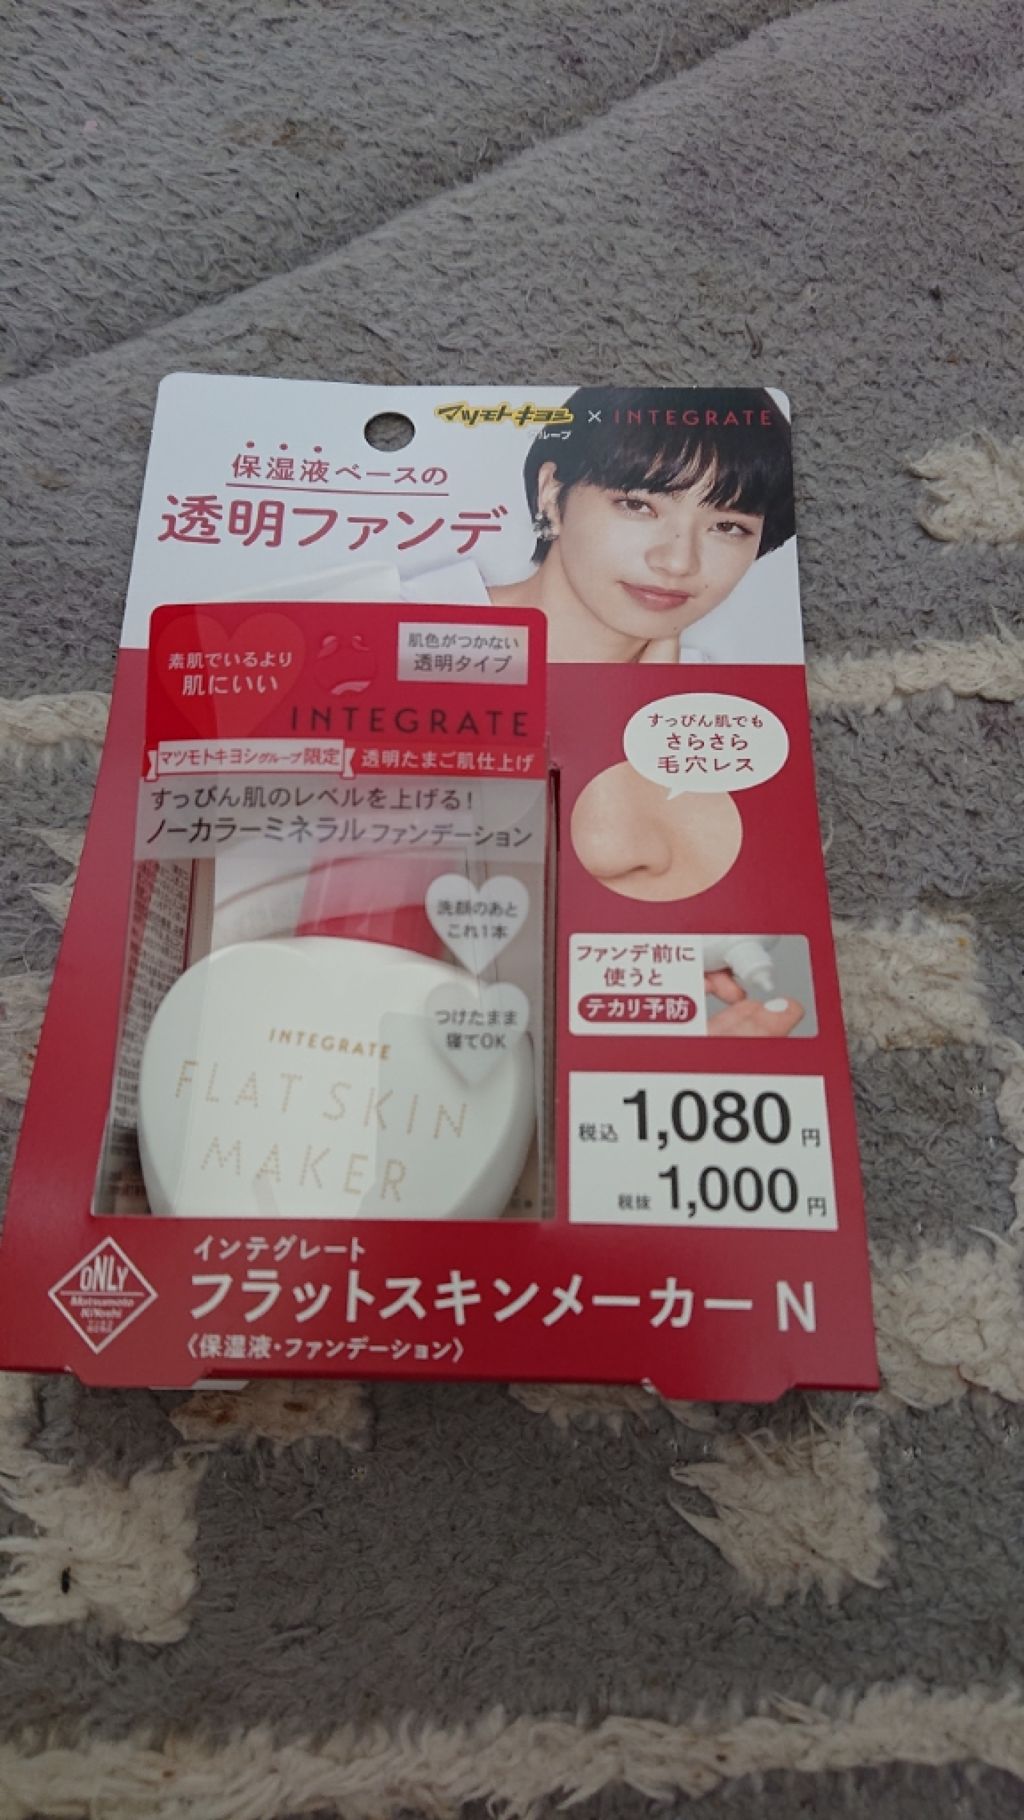 マツモトキヨシ × INTEGRATE
グループ
保湿液ベースの
透明ファンデ
素肌でいるより
肌にいい
肌色がつかない
透明タイプ
INTEGRATE
マツモトキヨシグループ限定
透明たまご肌仕上げ
すっぴん肌のレベルを上げる!
ノーカラーミネラルファンデーション
洗顔のあと
これ1本
つけたまま
寝てOK
INTEGRATE
FLAT SKIN
MAKER
すっぴん肌でも
さらさら
毛穴レス
ファンデ前に
使うと
テカリ予防
税込 1,080 円
税抜 1,000 円
ONLY
Matsumoto
KiYoshi
インテグレート
フラットスキンメーカー N
〈保湿液・ファンデーション〉